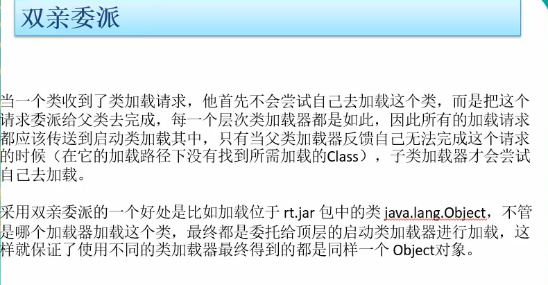 双亲委派
当一个类收到了类加载请求，他首先不会尝试自己去加载这个类，而是把这个
请求委派给父类去完成，每一个层次类加载器都是如此，因此所有的加载请求
都应该传送到启动类加载其中，只有当父类加载器反馈自己无法完成这个请求
的时候（在它的加载路径下没有找到所需加载的Class），子类加载器才会尝试
自己去加载。
采用双亲委派的一个好处是比如加载位于 rt.jar 包中的类 java.lang.Object，不管
是哪个加载器加载这个类，最终都是委托给顶层的启动类加载器进行加载，这
样就保证了使用不同的类加载器最终得到的都是同样一个 Object对象。